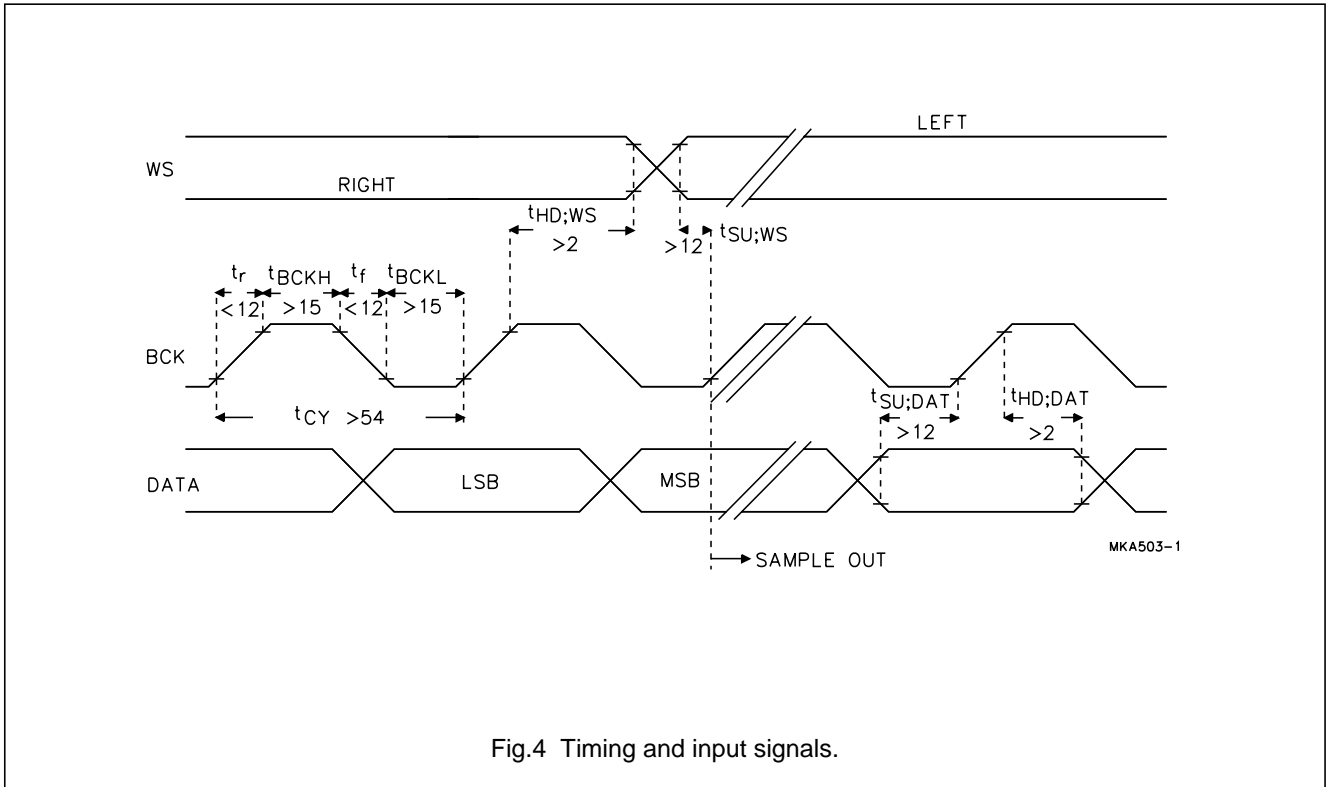 LEFT
WS
RIGHT
tHD;WS
>2
>12
tSU;WS
tr
tBCKH
tf
tBCKL
<12
>15
<12
>15
BCK
tCY >54
tSU;DAT
>12
tHD;DAT
>2
DATA
LSB
MSB
MKA503-1
SAMPLE OUT
Fig.4 Timing and input signals.